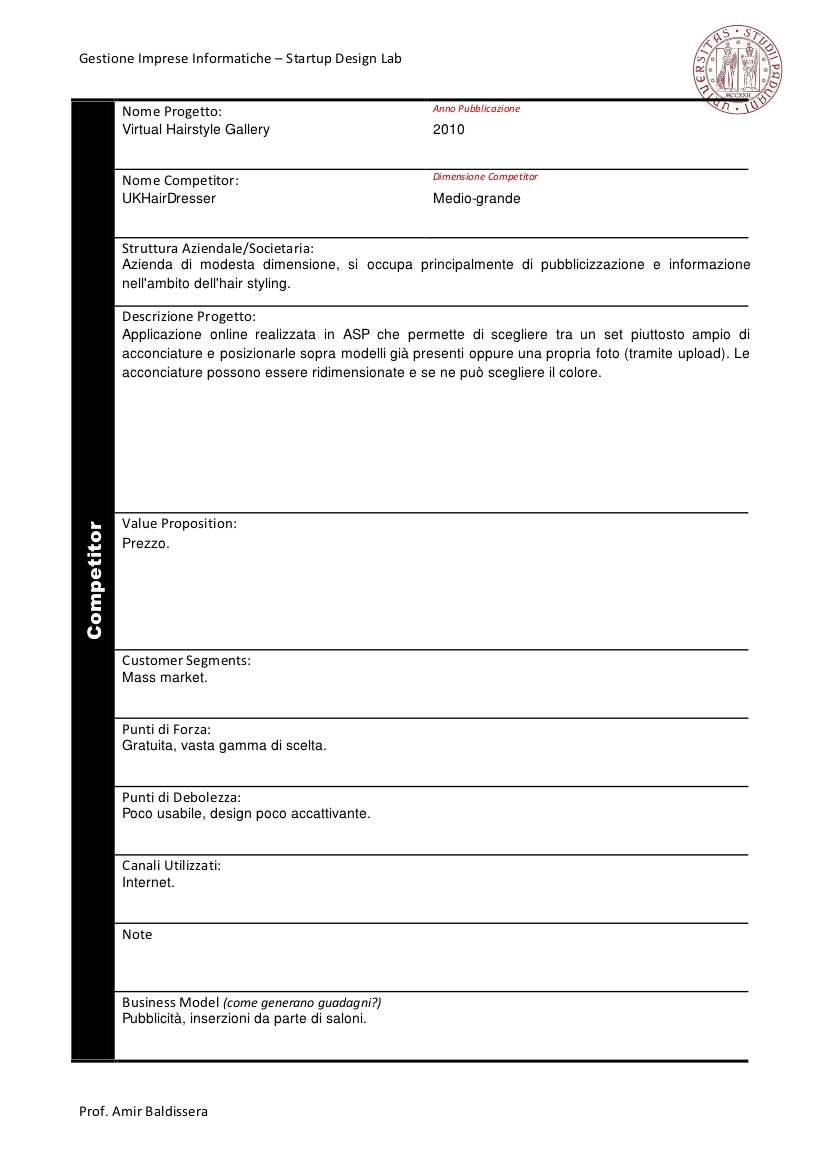 Gestione Imprese Informatiche – Startup Design Lab
UNIVERSITAS • STUDII PADUANI •
MCCXXII
Nome Progetto:
Anno Pubblicazione
Virtual Hairstyle Gallery
2010
Nome Competitor:
Dimensione Competitor
UKHairDresser
Medio-grande
Struttura Aziendale/Societaria:
Azienda di modesta dimensione, si occupa principalmente di pubblicizzazione e informazione
nell'ambito dell'hair styling.
Descrizione Progetto:
Applicazione online realizzata in ASP che permette di scegliere tra un set piuttosto ampio di
acconciature e posizionarle sopra modelli già presenti oppure una propria foto (tramite upload). Le
acconciature possono essere ridimensionate e se ne può scegliere il colore.
Competitor
Value Proposition:
Prezzo.
Customer Segments:
Mass market.
Punti di Forza:
Gratuita, vasta gamma di scelta.
Punti di Debolezza:
Poco usabile, design poco accattivante.
Canali Utilizzati:
Internet.
Note
Business Model (come generano guadagni?)
Pubblicità, inserzioni da parte di saloni.
Prof. Amir Baldissera